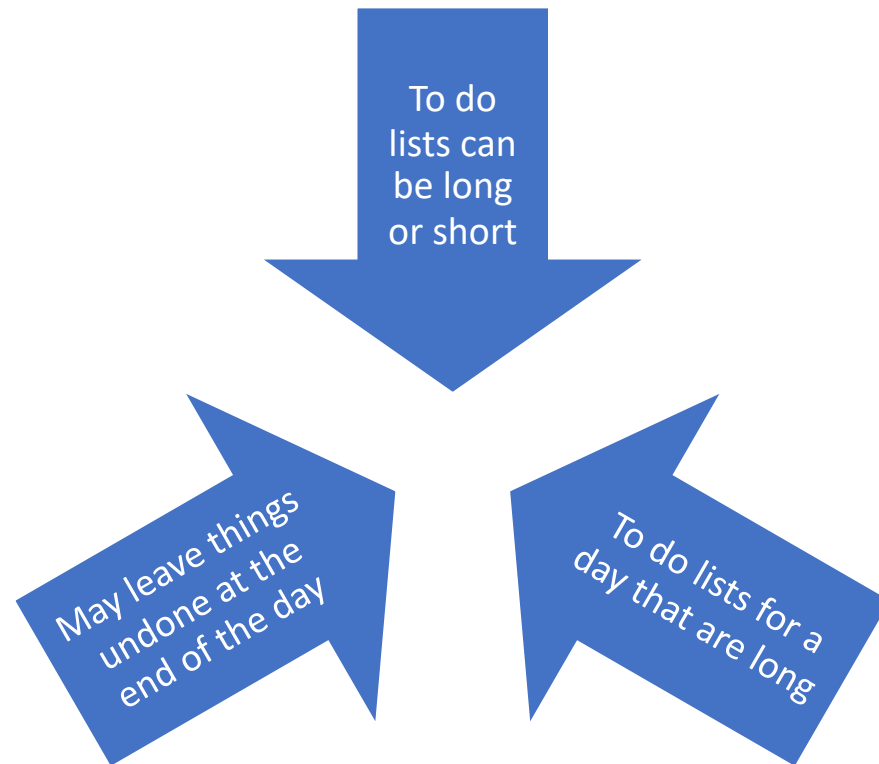 To do
lists can
be long
or short
To do lists for a
day that are long
May leave things
undone at the
end of the day